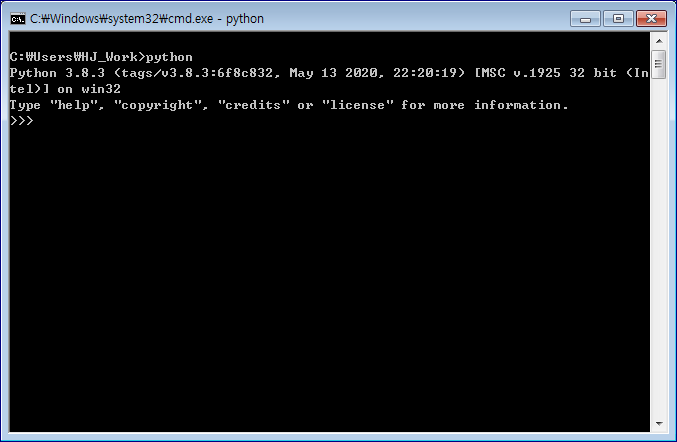 C:₩Windows₩system32₩cmd.exe - python
C:₩Users₩HJ_Work>python
Python 3.8.3 (tags/v3.8.3:6f8c832, May 13 2020, 22:20:19) [MSC v.1925 32 bit (In
tel)] on win32
Type "help", "copyright", "credits" or "license" for more information.
>>>